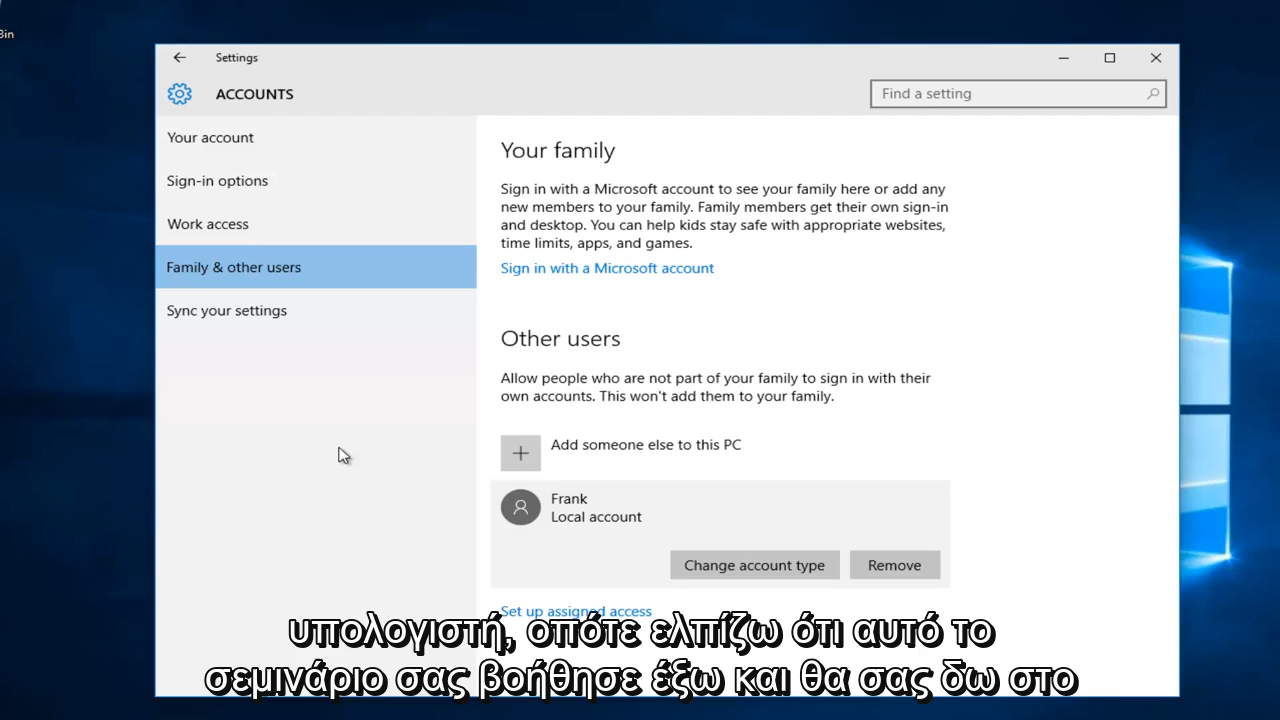 Bin
Settings
ACCOUNTS
Find a setting
Your account
Sign-in options
Work access
Family & other users
Sync your settings
Your family
Sign in with a Microsoft account to see your family here or add any
new members to your family. Family members get their own sign-in
and desktop. You can help kids stay safe with appropriate websites,
time limits, apps, and games.
Sign in with a Microsoft account
Other users
Allow people who are not part of your family to sign in with their
own accounts. This won't add them to your family.
Add someone else to this PC
Frank
Local account
Change account type
Remove
Set up assigned access
υπολογιστή, οπότε ελπίζω ότι αυτό το
σεμινάριο σας βοήθησε έξω και θα σας δω στο